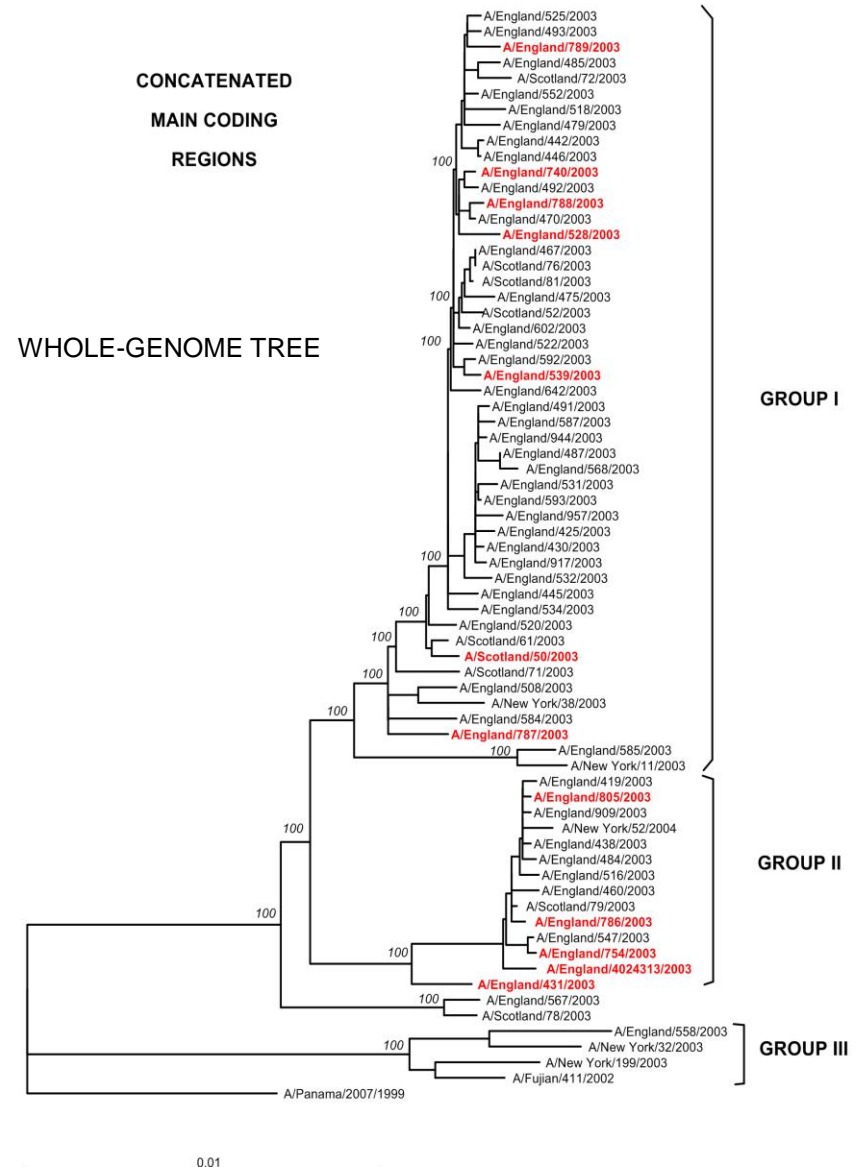 A/England/525/2003
A/England/493/2003
A/England/789/2003
CONCATENATED
MAIN CODING
REGIONS
A/England/485/2003
A/Scotland/72/2003
A/England/552/2003
A/England/518/2003
A/England/479/2003
A/England/442/2003
A/England/446/2003
100
A/England/740/2003
A/England/492/2003
A/England/788/2003
A/England/470/2003
A/England/528/2003
A/England/467/2003
A/Scotland/76/2003
A/Scotland/81/2003
100
A/England/475/2003
A/Scotland/52/2003
A/England/602/2003
100
A/England/522/2003
WHOLE-GENOME TREE
A/England/592/2003
A/England/539/2003
A/England/642/2003
GROUP I
A/England/491/2003
A/England/587/2003
A/England/944/2003
A/England/487/2003
A/England/568/2003
A/England/531/2003
A/England/593/2003
A/England/957/2003
A/England/425/2003
A/England/430/2003
100
A/England/917/2003
A/England/532/2003
A/England/445/2003
A/England/534/2003
100
A/England/520/2003
100
A/Scotland/61/2003
A/Scotland/50/2003
100
A/Scotland/71/2003
A/England/508/2003
A/New York/38/2003
100
A/England/584/2003
A/England/787/2003
100
A/England/585/2003
A/New York/11/2003
A/England/419/2003
A/England/805/2003
A/England/909/2003
100
A/New York/52/2004
A/England/438/2003
A/England/484/2003
GROUP II
A/England/516/2003
A/England/460/2003
A/Scotland/79/2003
100
A/England/786/2003
A/England/547/2003
100
A/England/754/2003
A/England/4024313/2003
A/England/431/2003
100
A/England/567/2003
A/Scotland/78/2003
A/England/558/2003
100
A/New York/32/2003
GROUP III
A/New York/199/2003
A/Fujian/411/2002
A/Panama/2007/1999
0.01